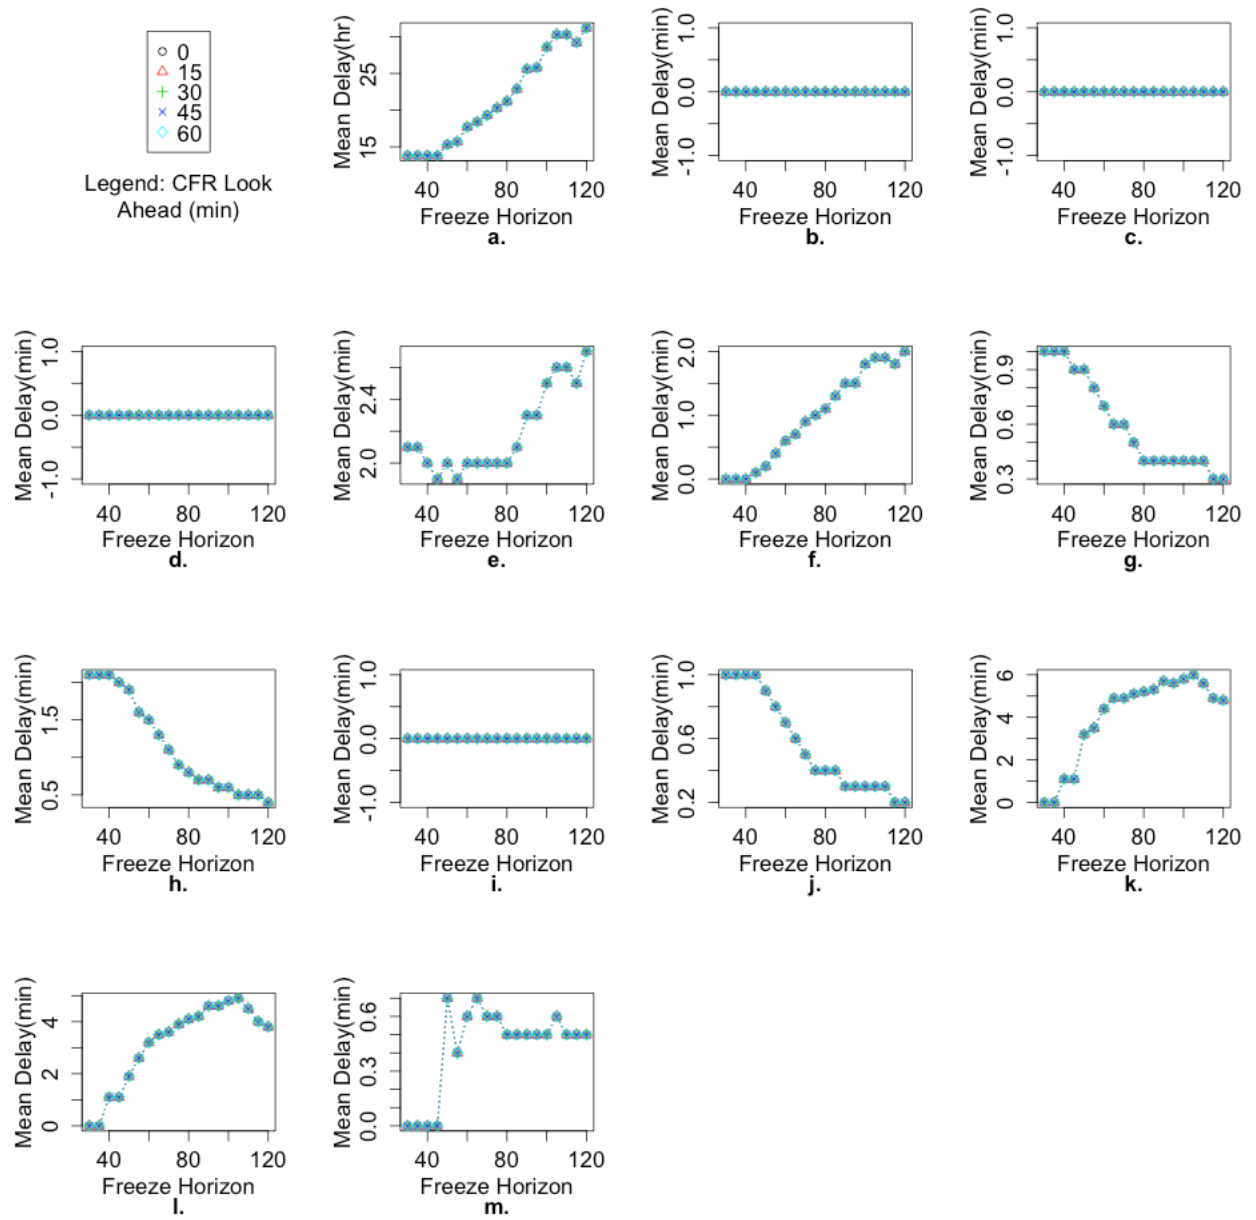 0
15
30
45
60
Legend: CFR Look
Ahead (min)
Mean Delay(hr)
15 25
40 80 120
Freeze Horizon
a.
Mean Delay(min)
-1.0 0.0 1.0
40 80 120
Freeze Horizon
b.
Mean Delay(min)
-1.0 0.0 1.0
40 80 120
Freeze Horizon
c.
Mean Delay(min)
-1.0 0.0 1.0
40 80 120
Freeze Horizon
d.
Mean Delay(min)
2.0 2.4
40 80 120
Freeze Horizon
e.
Mean Delay(min)
0.0 1.0 2.0
40 80 120
Freeze Horizon
f.
Mean Delay(min)
0.3 0.6 0.9
40 80 120
Freeze Horizon
g.
Mean Delay(min)
0.5 1.5
40 80 120
Freeze Horizon
h.
Mean Delay(min)
-1.0 0.0 1.0
40 80 120
Freeze Horizon
i.
Mean Delay(min)
0.2 0.6 1.0
40 80 120
Freeze Horizon
j.
Mean Delay(min)
0 2 4 6
40 80 120
Freeze Horizon
k.
Mean Delay(min)
0 2 4
40 80 120
Freeze Horizon
l.
Mean Delay(min)
0.0 0.3 0.6
40 80 120
Freeze Horizon
m.